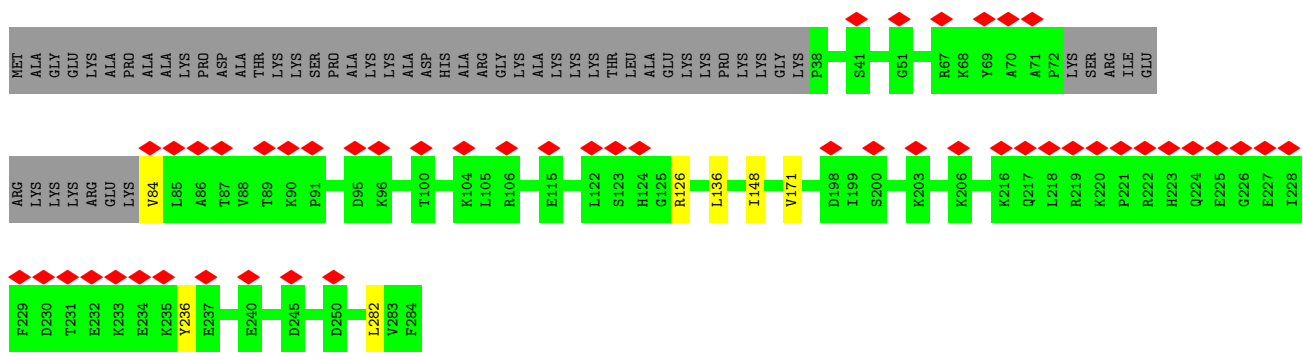 MET ALA GLY GLU LYS ALA PRO ALA ALA LYS PRO ASP ALA THR LYS LYS SER PRO ALA LYS LYS ALA ASP HIS ALA ARG GLY LYS ALA LYS LYS LYS THR LEU ALA GLU LYS LYS PRO LYS LYS GLY LYS P38 S41 G51 R67 K68 Y69 A70 A71 P72 LYS SER ARG ILE GLU
ARG LYS LYS LYS ARG GLU LYS V84 L85 A86 T87 V88 T89 K90 P91 D95 K96 T100 K104 L105 R106 E115 L122 S123 H124 G125 R126 L136 I148 V171 D198 I199 S200 K203 K206 K216 Q217 L218 R219 K220 P221 R222 H223 Q224 E225 G226 E227 I228
F229 D230 T231 E232 K233 E234 K235 Y236 E237 E240 D245 D250 L282 V283 F284